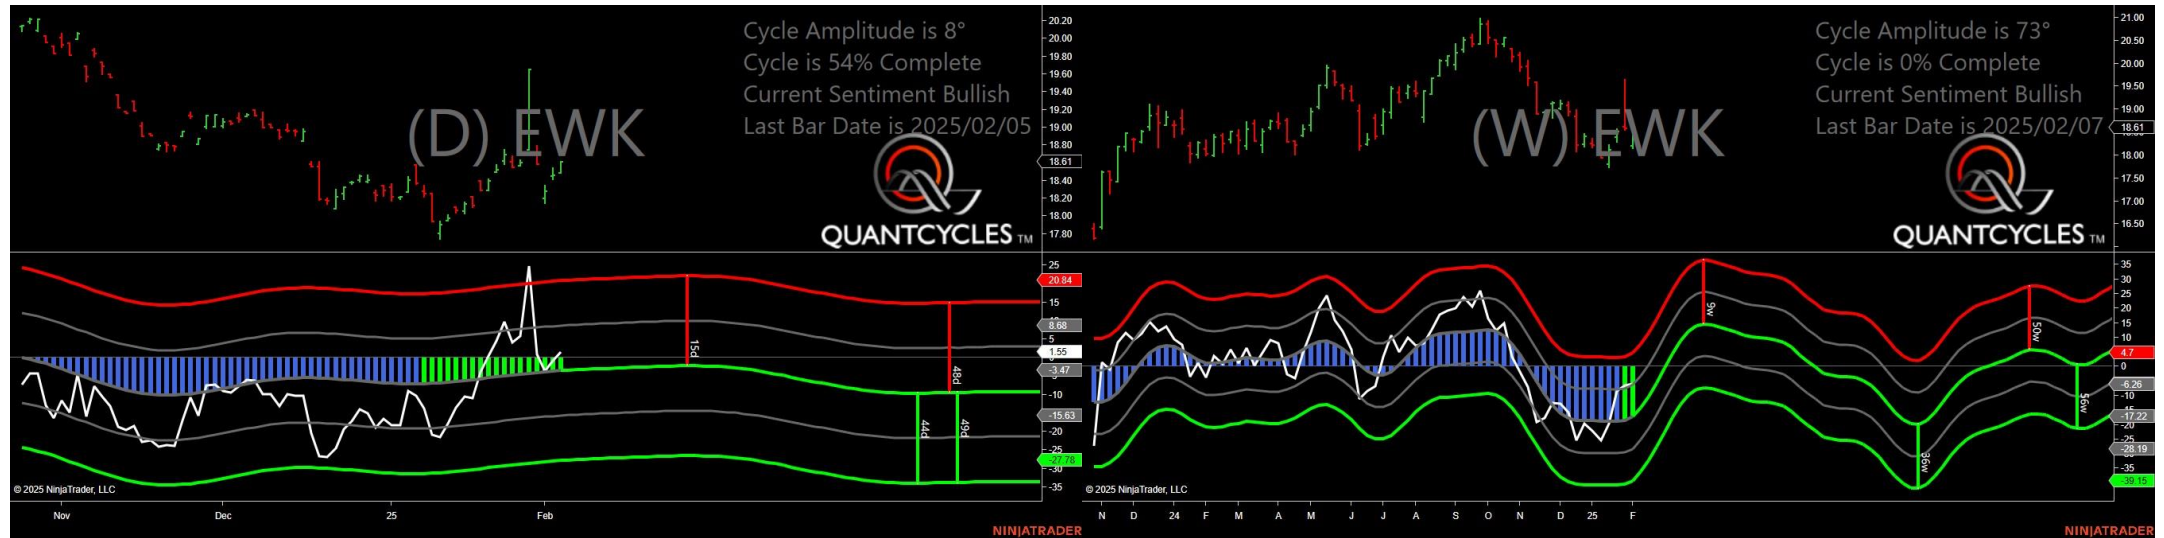 Cycle Amplitude is 8°
Cycle is 54% Complete
Current Sentiment Bullish
Last Bar Date is 2025/02/05
(D) EWK
QUANTCYCLES TM
20.20
20.00
19.80
19.60
19.40
19.20
19.00
18.80
18.61
18.40
18.20
18.00
17.80
25
20.84
15
8.68
5
1.55
-3.47
-10
-15.63
-20
-27.78
-30
-35
15d
48d
44d
49d
© 2025 NinjaTrader, LLC
Nov
Dec
25
Feb
NINJATRADER
Cycle Amplitude is 73°
Cycle is 0% Complete
Current Sentiment Bullish
Last Bar Date is 2025/02/07
(W) EWK
QUANTCYCLES TM
21.00
20.50
20.00
19.50
19.00
18.61
18.00
17.50
17.00
16.50
35
30
25
20
15
10
4.7
0
-6.26
-10
-17.22
-20
-25
-28.19
-35
-39.15
9w
50w
36w
56w
© 2025 NinjaTrader, LLC
N D 24 F M A M J J A S O N D 25 F
NINJATRADER